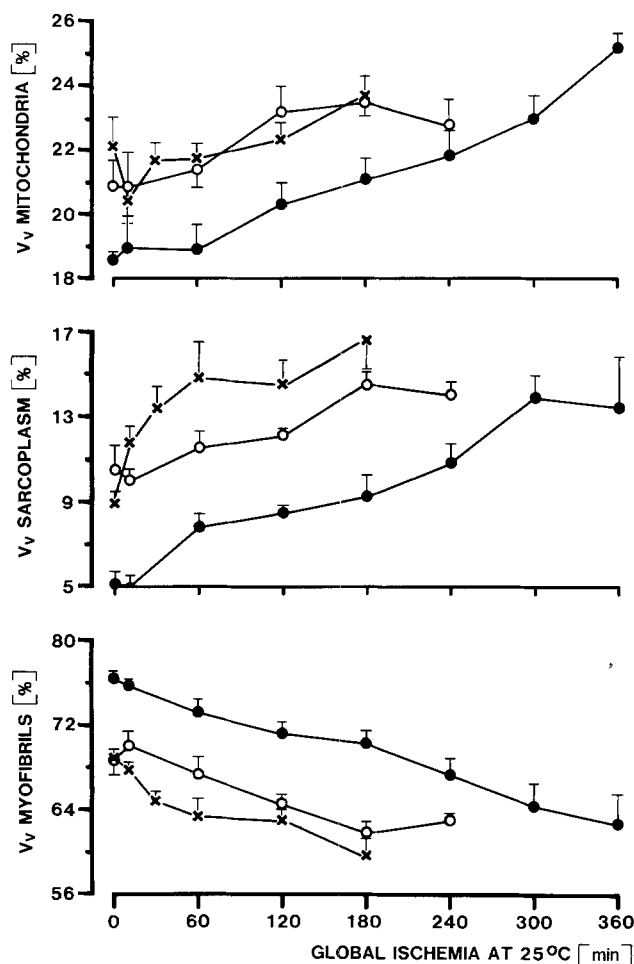 26
24
22
20
18
VV MITOCHONDRIA [%]
17
13
9
5
VV SARCOPLASM [%]
80
72
64
56
VV MYOFIBRILS [%]
0 60 120 180 240 300 360
GLOBAL ISCHEMIA AT 25°C [min]